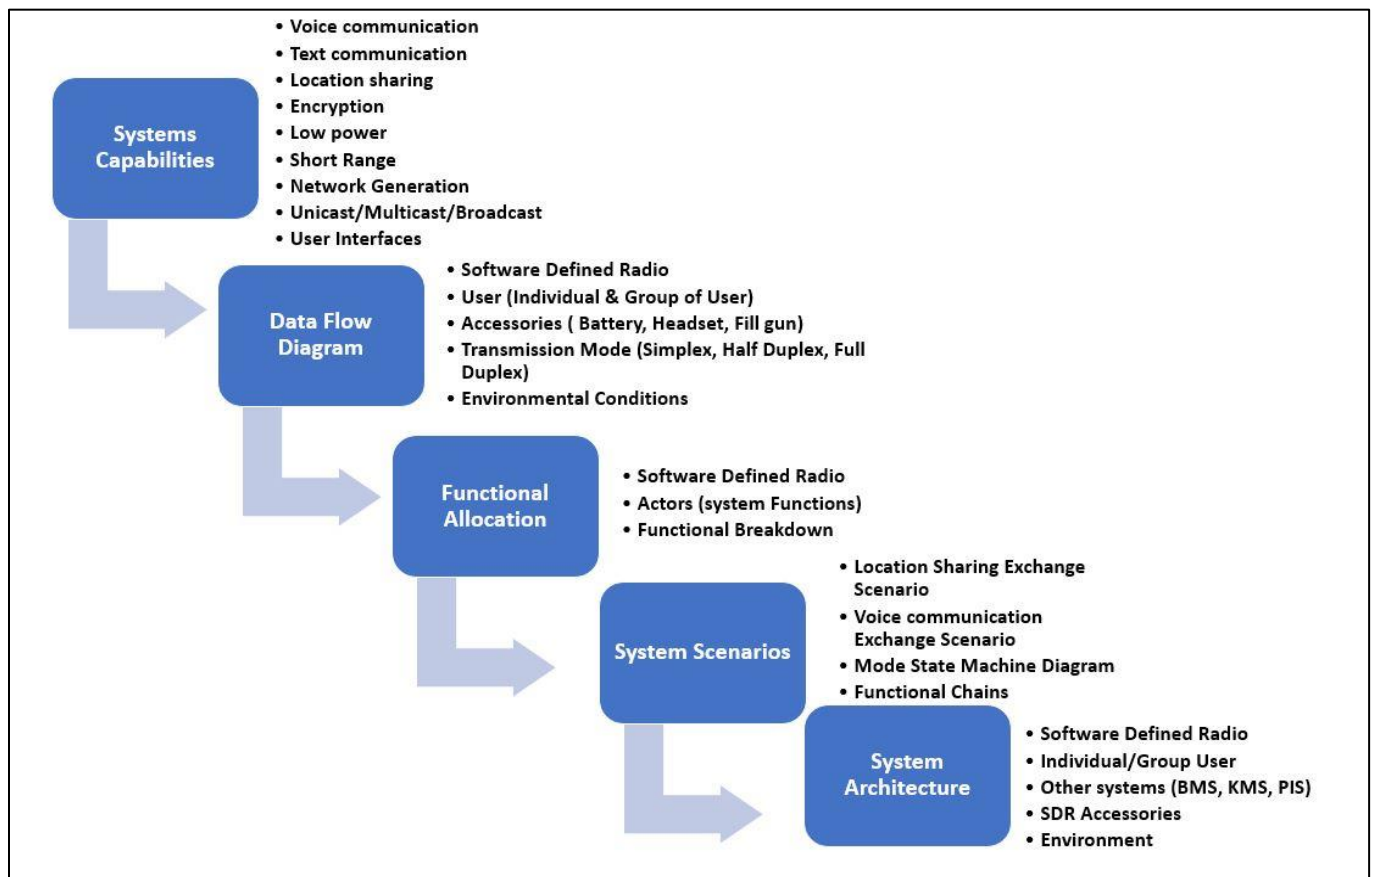 • Voice communication
• Text communication
• Location sharing
• Encryption
• Low power
• Short Range
• Network Generation
• Unicast/Multicast/Broadcast
• User Interfaces
Systems
Capabilities
• Software Defined Radio
• User (Individual & Group of User)
• Accessories ( Battery, Headset, Fill gun)
• Transmission Mode (Simplex, Half Duplex, Full
Duplex)
• Environmental Conditions
Data Flow
Diagram
• Software Defined Radio
• Actors (system Functions)
• Functional Breakdown
Functional
Allocation
• Location Sharing Exchange
Scenario
• Voice communication
Exchange Scenario
• Mode State Machine Diagram
• Functional Chains
System Scenarios
• Software Defined Radio
• Individual/Group User
• Other systems (BMS, KMS, PIS)
• SDR Accessories
• Environment
System
Architecture